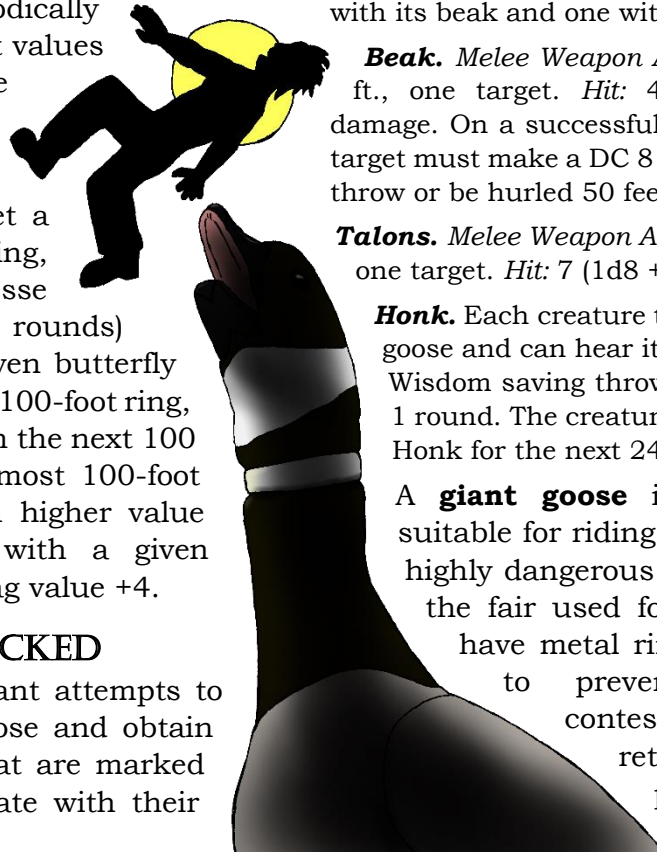 odically
t values
e
et a
ing,
sse
rounds)
ven butterfly
100-foot ring,
n the next 100
most 100-foot
higher value
with a given
ng value +4.
CKED
ant attempts to
ose and obtain
at are marked
ate with their
with its beak and one wit
Beak. Melee Weapon A
ft., one target. Hit: 4
damage. On a successful
target must make a DC 8
throw or be hurled 50 fee
Talons. Melee Weapon A
one target. Hit: 7 (1d8 +
Honk. Each creature t
goose and can hear it
Wisdom saving throw
1 round. The creatur
Honk for the next 24
A giant goose i
suitable for riding
highly dangerous
the fair used fo
have metal ri
to preve
contes
ret